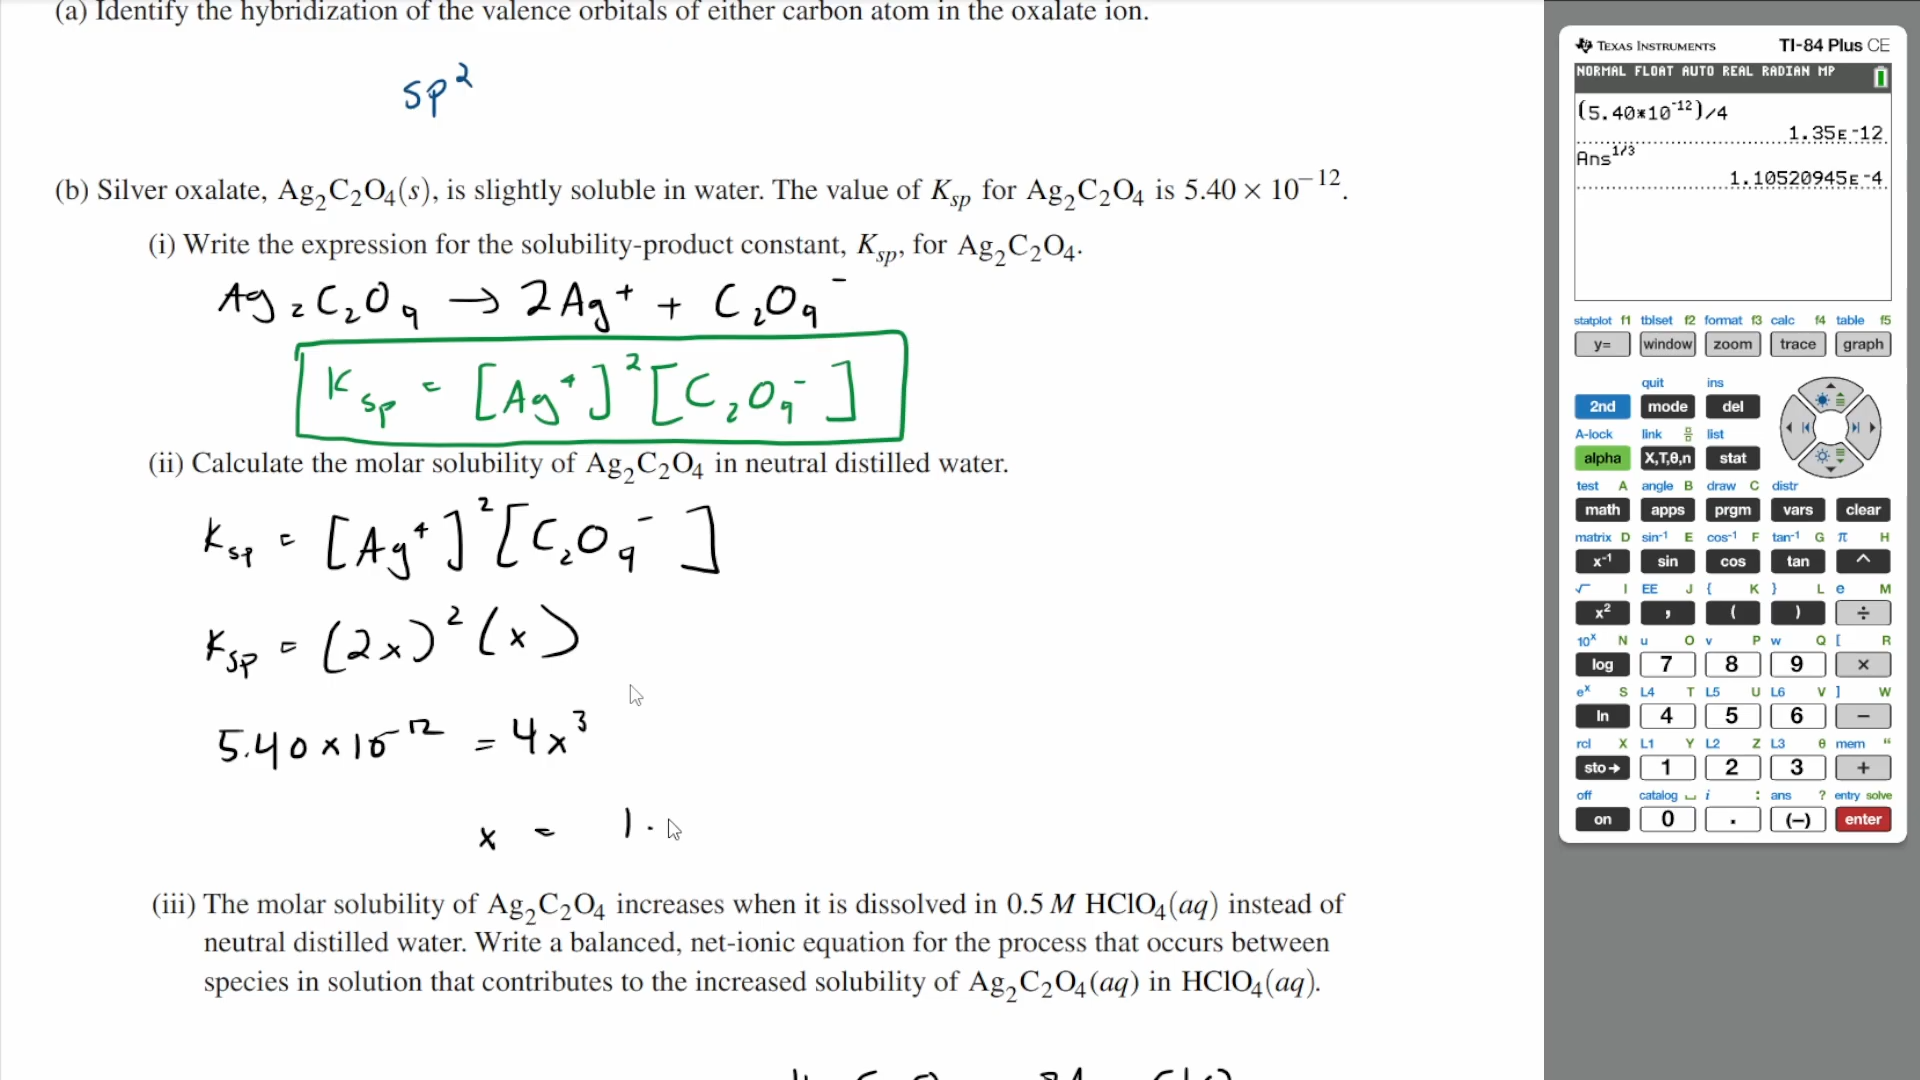 (a) Identify the hybridization of the valence orbitals of either carbon atom in the oxalate ion.
sp²
(b) Silver oxalate, Ag₂C₂O₄(s), is slightly soluble in water. The value of Kₛₚ for Ag₂C₂O₄ is 5.40 × 10⁻¹².
(i) Write the expression for the solubility-product constant, Kₛₚ, for Ag₂C₂O₄.
Ag₂C₂O₄ → 2Ag⁺ + C₂O₄⁻
Kₛₚ = [Ag⁺]²[C₂O₄⁻]
(ii) Calculate the molar solubility of Ag₂C₂O₄ in neutral distilled water.
Kₛₚ = [Ag⁺]²[C₂O₄⁻]
Kₛₚ = (2x)²(x)
5.40 × 10⁻¹² = 4x³
x = 1.
(iii) The molar solubility of Ag₂C₂O₄ increases when it is dissolved in 0.5 M HClO₄(aq) instead of
neutral distilled water. Write a balanced, net-ionic equation for the process that occurs between
species in solution that contributes to the increased solubility of Ag₂C₂O₄(aq) in HClO₄(aq).
TEXAS INSTRUMENTS TI-84 Plus CE
NORMAL FLOAT AUTO REAL RADIAN MP
(5.40*10⁻¹²)/4
1.35ᴇ-12
Ans^1/3
1.10520945ᴇ-4
statplot f1 tblset f2 format f3 calc f4 table f5
y= window zoom trace graph
quit ins
2nd mode del
A-lock link list
alpha X,T,θ,n stat
test A angle B draw C distr
math apps prgm vars clear
matrix D sin⁻¹ E cos⁻¹ F tan⁻¹ G π H
x⁻¹ sin cos tan ^
√ I EE J { K } L e M
x² , ( ) ÷
10ˣ N u O v P w Q [ R
log 7 8 9 ×
eˣ S L4 T L5 U L6 V ] W
ln 4 5 6 −
rcl X L1 Y L2 Z L3 θ mem "
sto→ 1 2 3 +
off catalog ⎵ i : ans ? entry solve
on 0 . (−) enter